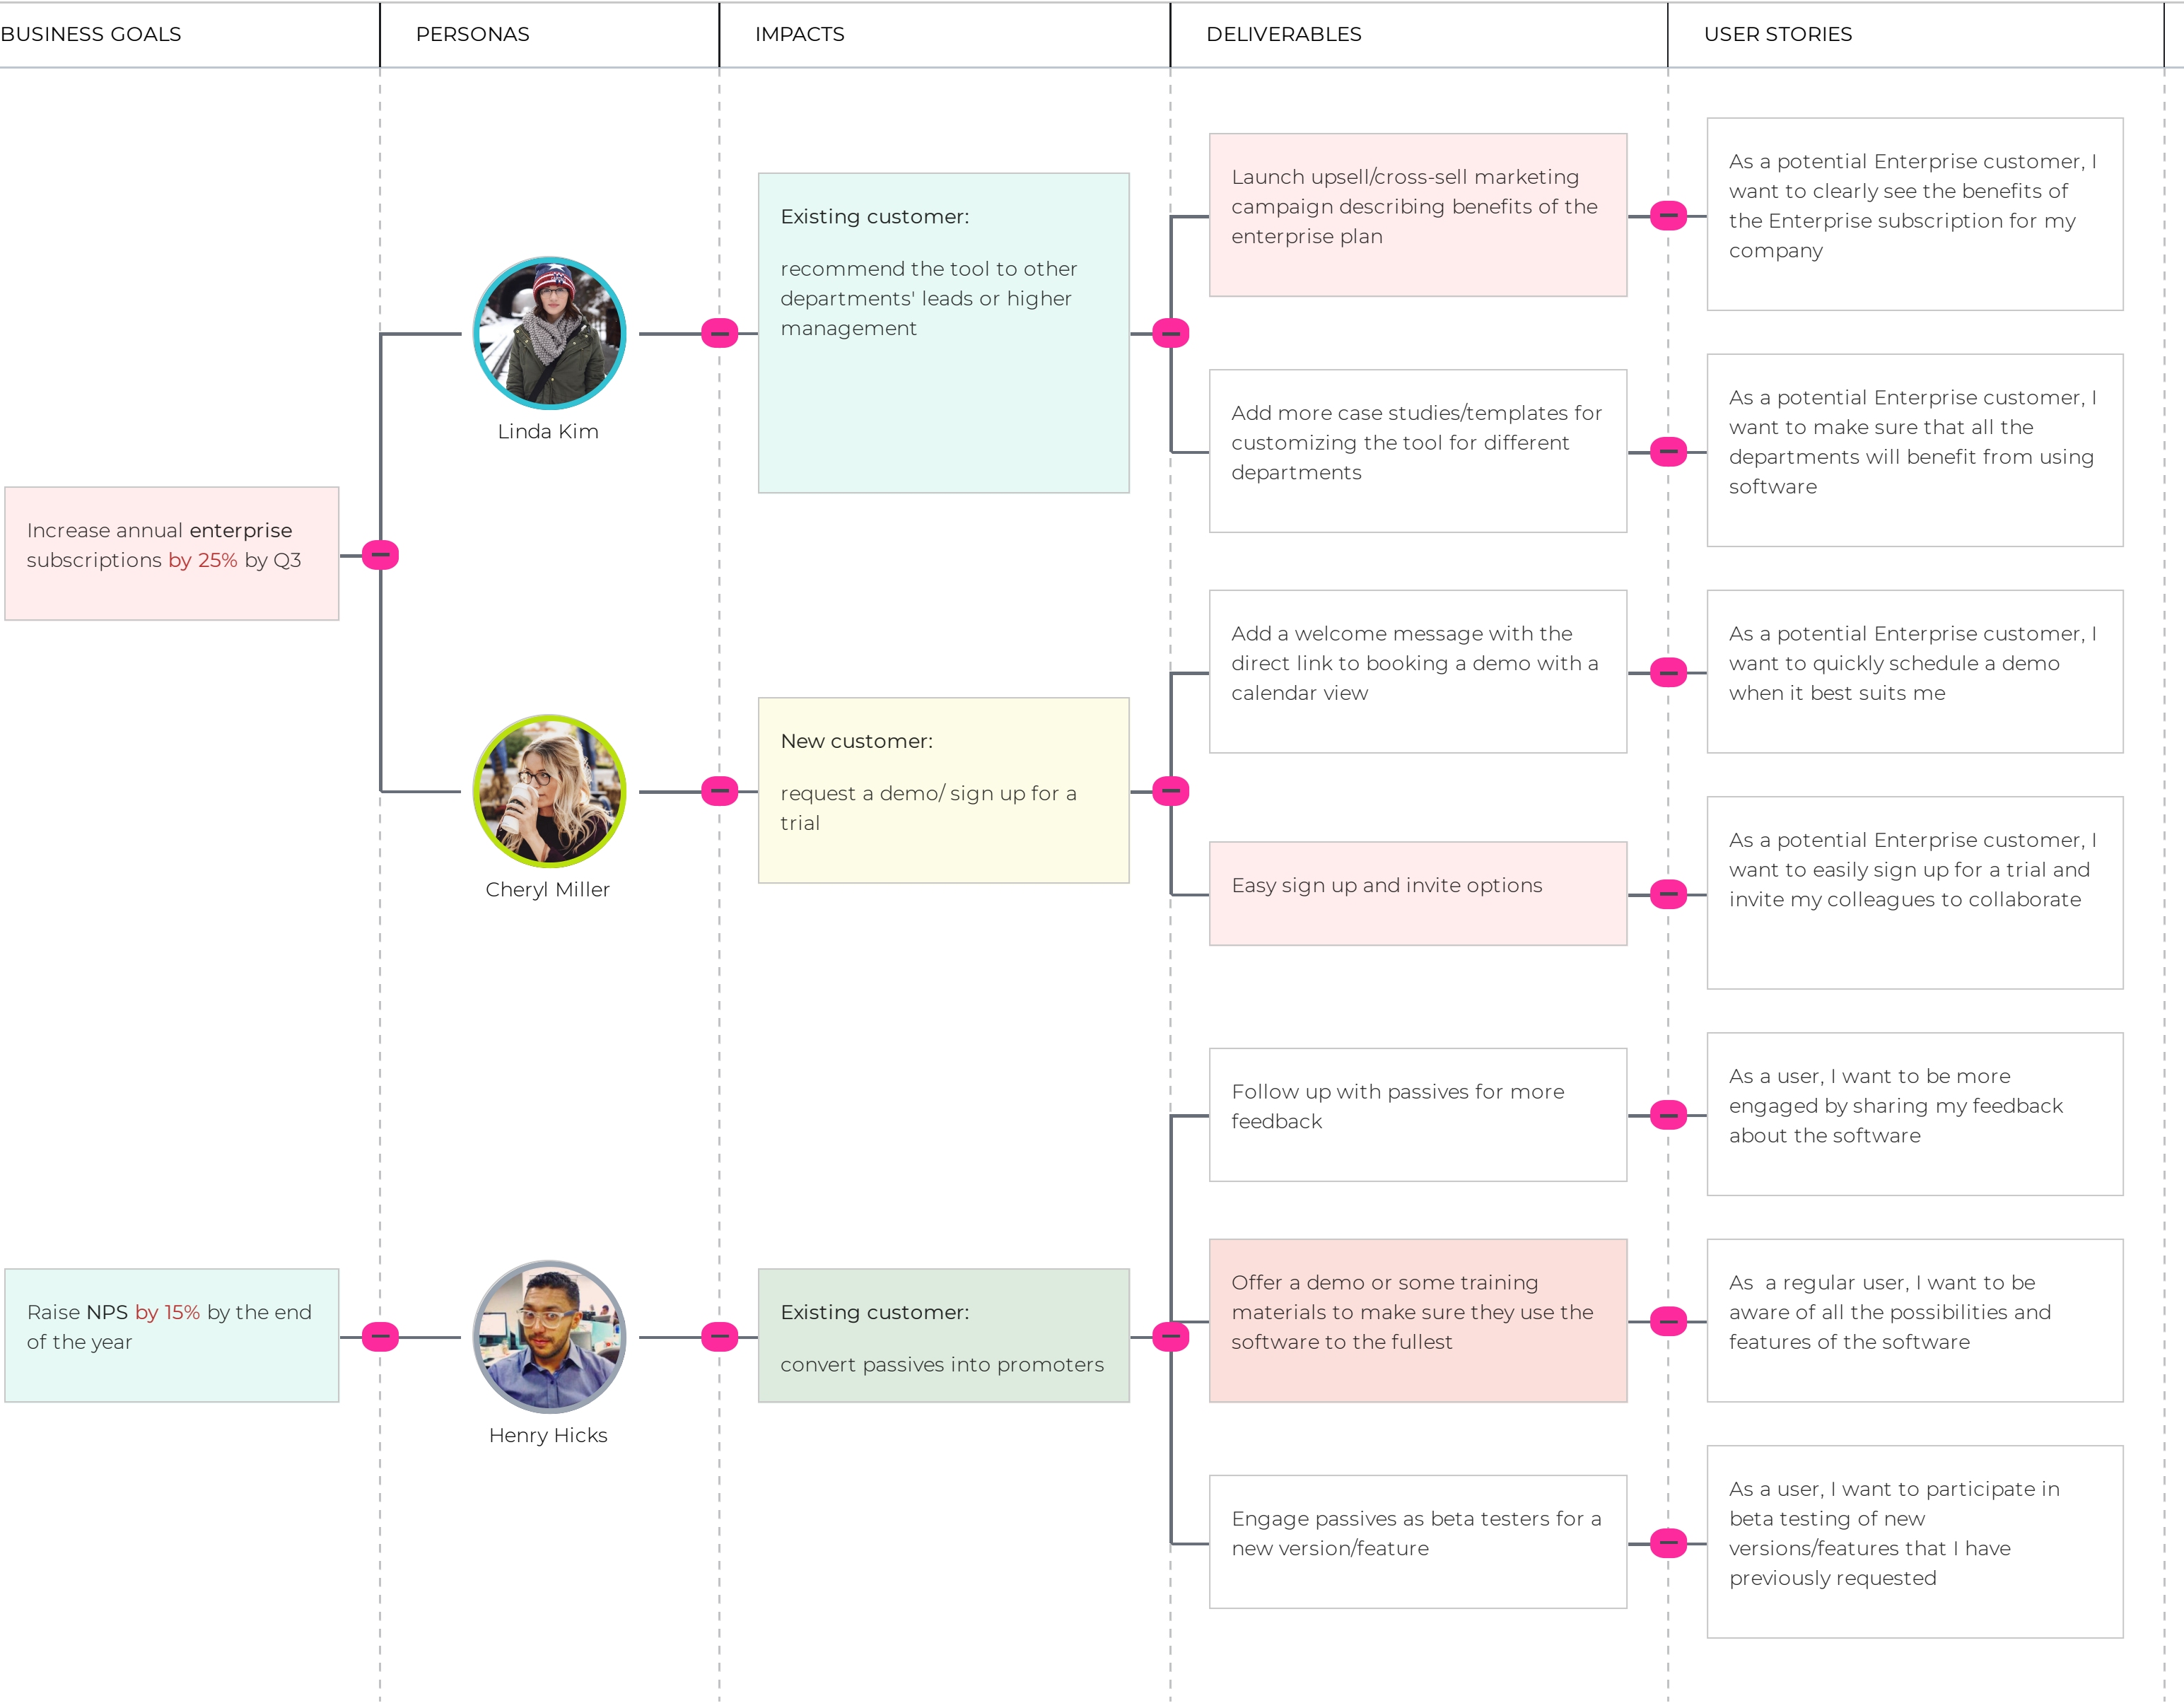 BUSINESS GOALS
PERSONAS
IMPACTS
DELIVERABLES
USER STORIES
Increase annual enterprise
subscriptions by 25% by Q3
Linda Kim
Existing customer:
recommend the tool to other
departments' leads or higher
management
Launch upsell/cross-sell marketing
campaign describing benefits of the
enterprise plan
As a potential Enterprise customer, I
want to clearly see the benefits of
the Enterprise subscription for my
company
Add more case studies/templates for
customizing the tool for different
departments
As a potential Enterprise customer, I
want to make sure that all the
departments will benefit from using
software
Cheryl Miller
New customer:
request a demo/ sign up for a
trial
Add a welcome message with the
direct link to booking a demo with a
calendar view
As a potential Enterprise customer, I
want to quickly schedule a demo
when it best suits me
Easy sign up and invite options
As a potential Enterprise customer, I
want to easily sign up for a trial and
invite my colleagues to collaborate
Raise NPS by 15% by the end
of the year
Henry Hicks
Existing customer:
convert passives into promoters
Follow up with passives for more
feedback
As a user, I want to be more
engaged by sharing my feedback
about the software
Offer a demo or some training
materials to make sure they use the
software to the fullest
As  a regular user, I want to be
aware of all the possibilities and
features of the software
Engage passives as beta testers for a
new version/feature
As a user, I want to participate in
beta testing of new
versions/features that I have
previously requested